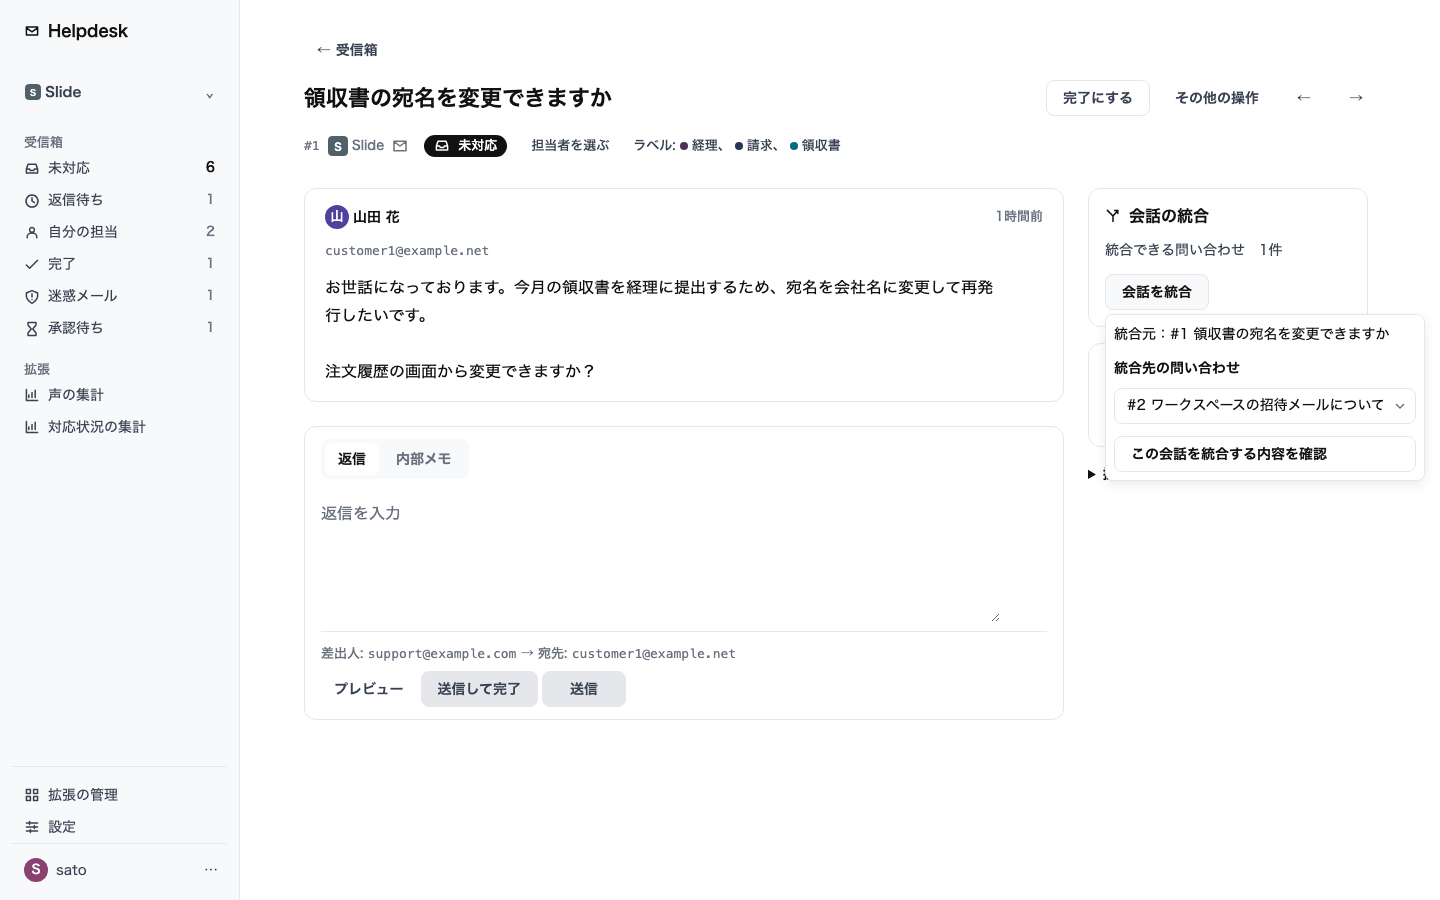 Helpdesk
S Slide
受信箱
未対応 6
返信待ち 1
自分の担当 2
完了 1
迷惑メール 1
承認待ち 1
拡張
声の集計
対応状況の集計
拡張の管理
設定
S sato ...
← 受信箱
領収書の宛名を変更できますか
完了にする その他の操作 ← →
#1 S Slide 未対応 担当者を選ぶ ラベル: 経理、 請求、 領収書
山 山田 花 1時間前
customer1@example.net
お世話になっております。今月の領収書を経理に提出するため、宛名を会社名に変更して再発
行したいです。
注文履歴の画面から変更できますか？
返信 内部メモ
返信を入力
差出人: support@example.com → 宛先: customer1@example.net
プレビュー 送信して完了 送信
会話の統合
統合できる問い合わせ 1件
会話を統合
統合元：#1 領収書の宛名を変更できますか
統合先の問い合わせ
#2 ワークスペースの招待メールについて
この会話を統合する内容を確認